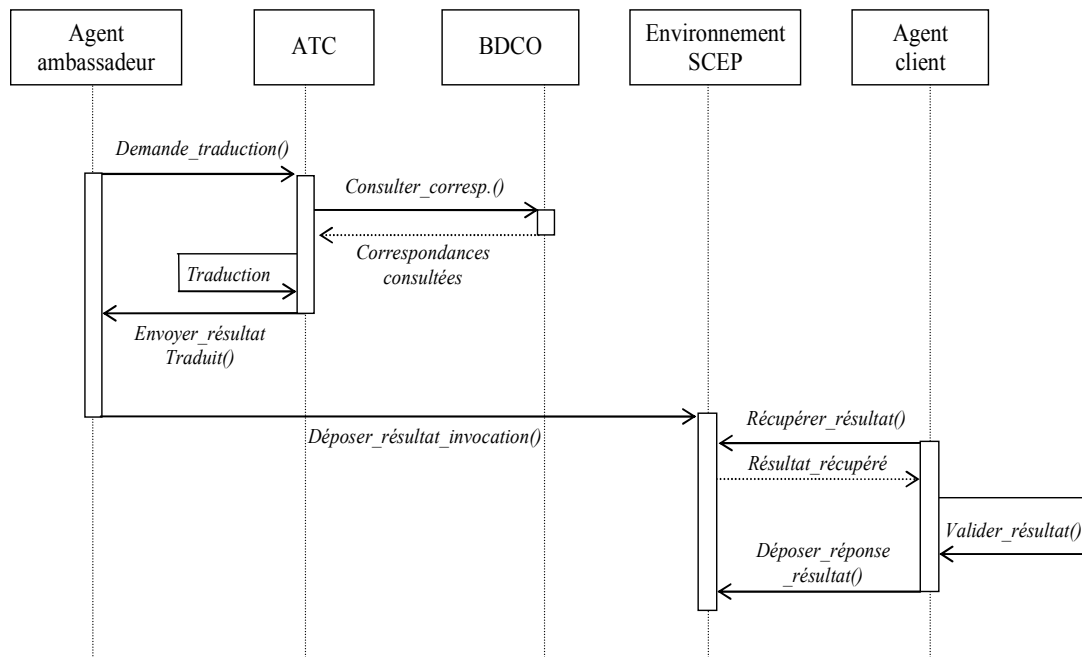 Agent
ambassadeur
ATC
BDCO
Environnement
SCEP
Agent
client
Demande_traduction()
Consulter_corresp.()
Correspondances
consultées
Traduction
Envoyer_résultat
Traduit()
Déposer_résultat_invocation()
Récupérer_résultat()
Résultat_récupéré
Valider_résultat()
Déposer_réponse
_résultat()